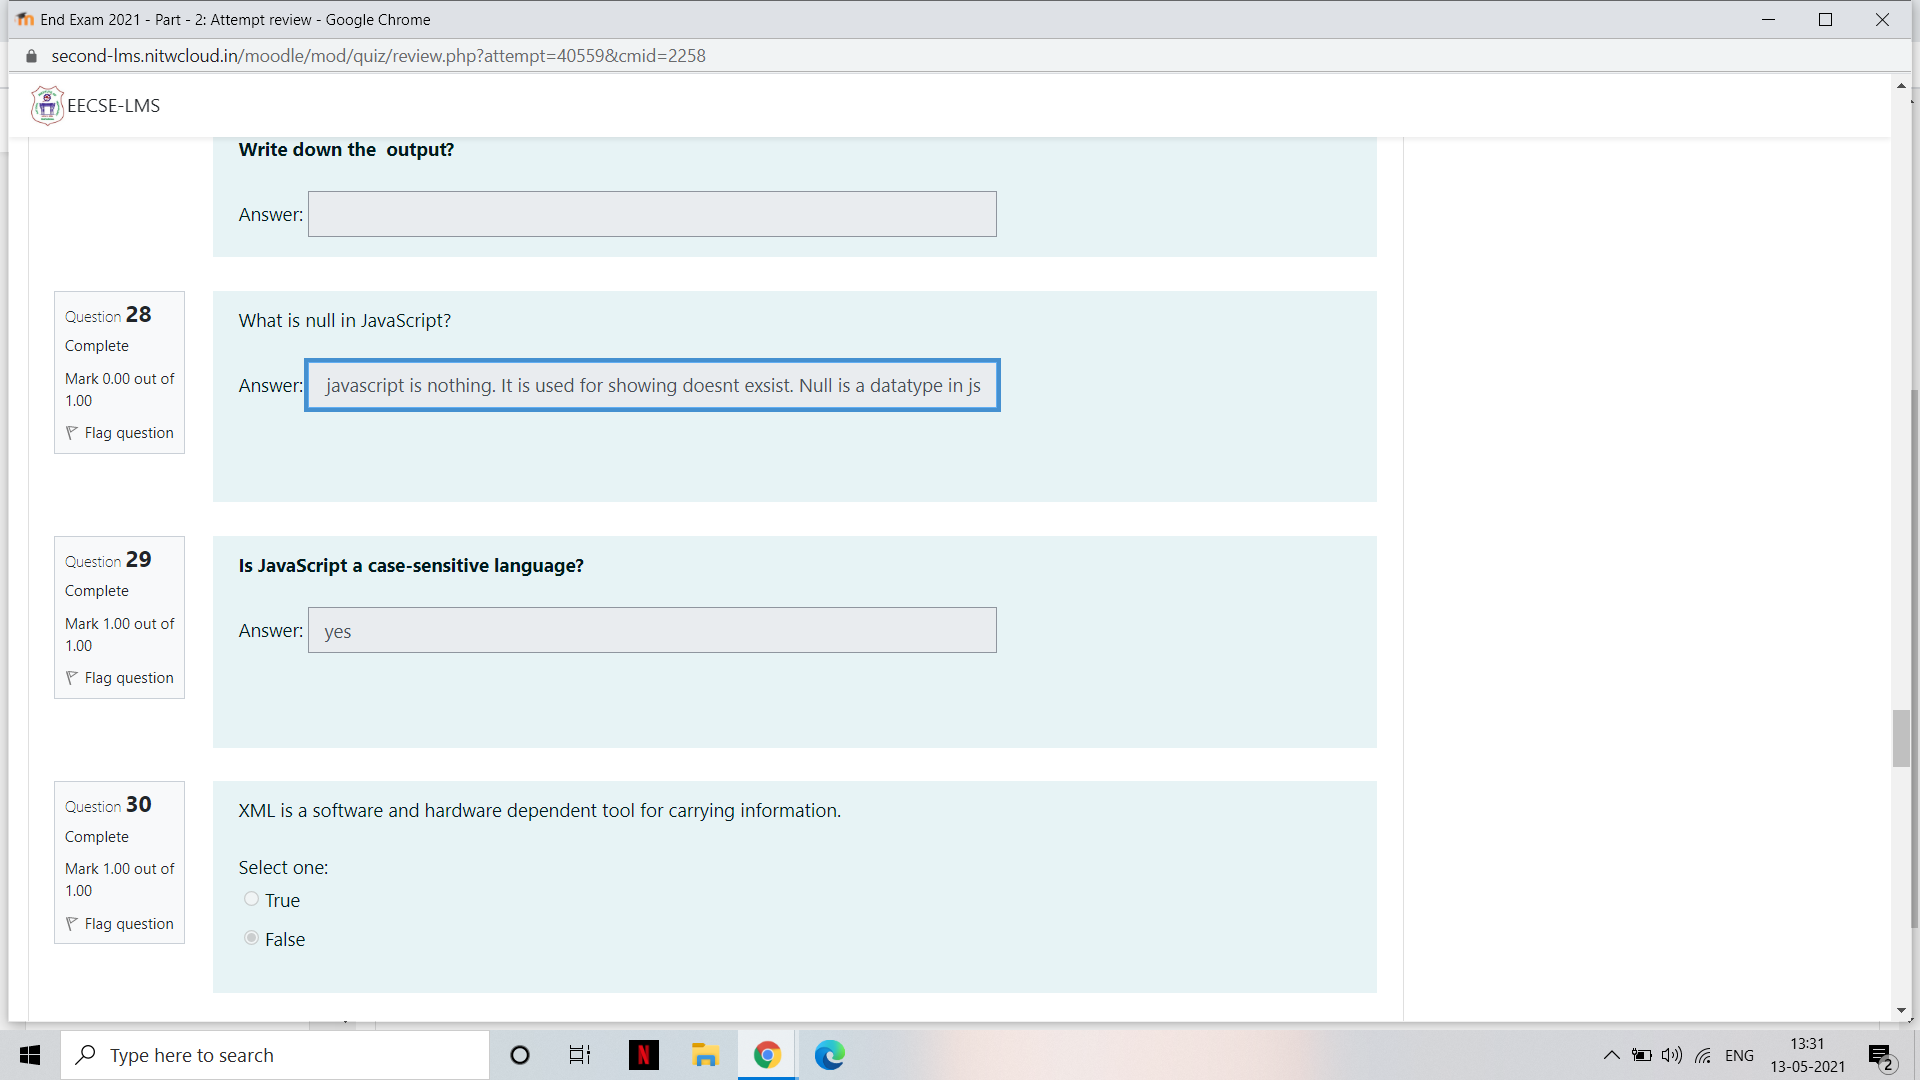 End Exam 2021 - Part - 2: Attempt review - Google Chrome
second-lms.nitwcloud.in/moodle/mod/quiz/review.php?attempt=40559&cmid=2258
EECSE-LMS
Write down the output?
Answer:
Question 28
Complete
Mark 0.00 out of
1.00
Flag question
What is null in JavaScript?
Answer: javascript is nothing. It is used for showing doesnt exsist. Null is a datatype in js
Question 29
Complete
Mark 1.00 out of
1.00
Flag question
Is JavaScript a case-sensitive language?
Answer: yes
Question 30
Complete
Mark 1.00 out of
1.00
Flag question
XML is a software and hardware dependent tool for carrying information.
Select one:
True
False
Type here to search
N
ENG
13:31
13-05-2021
2